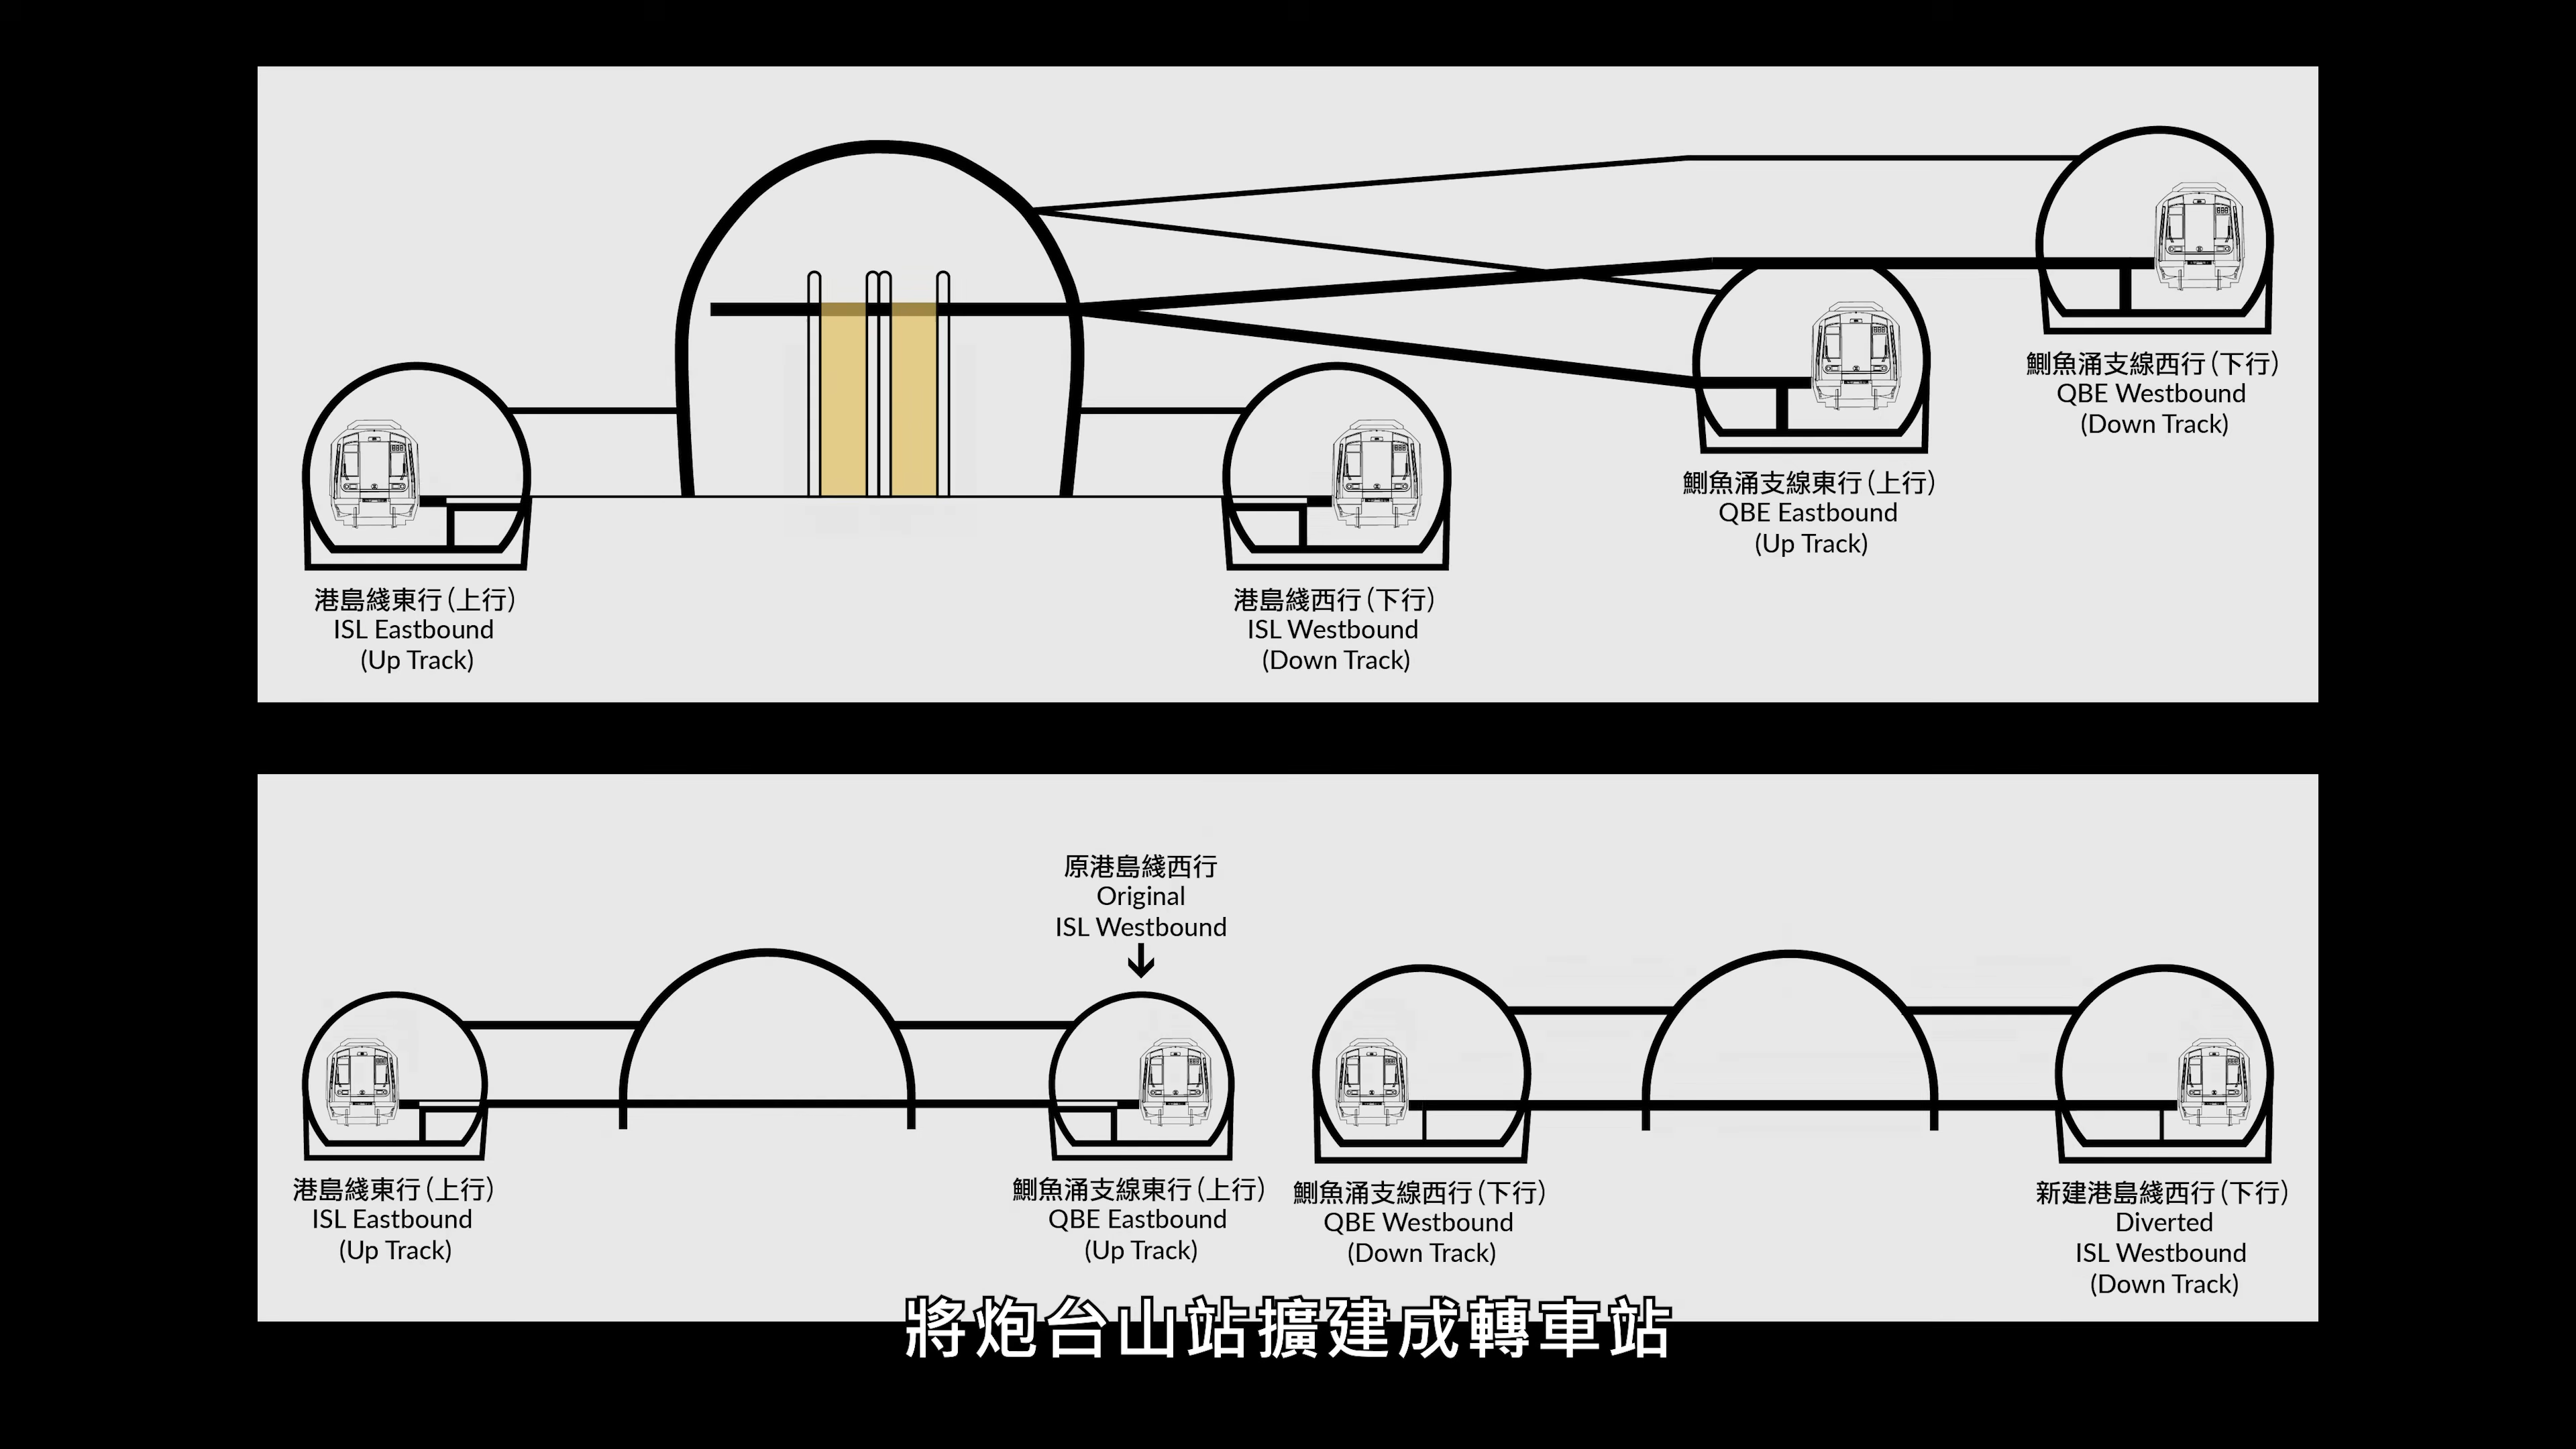 鰂魚涌支線西行（下行）
QBE Westbound
(Down Track)
鰂魚涌支線東行（上行）
QBE Eastbound
(Up Track)
港島綫東行（上行）
ISL Eastbound
(Up Track)
港島綫西行（下行）
ISL Westbound
(Down Track)
原港島綫西行
Original
ISL Westbound
港島綫東行（上行）
ISL Eastbound
(Up Track)
鰂魚涌支線東行（上行）
QBE Eastbound
(Up Track)
鰂魚涌支線西行（下行）
QBE Westbound
(Down Track)
新建港島綫西行（下行）
Diverted
ISL Westbound
(Down Track)
將炮台山站擴建成轉車站